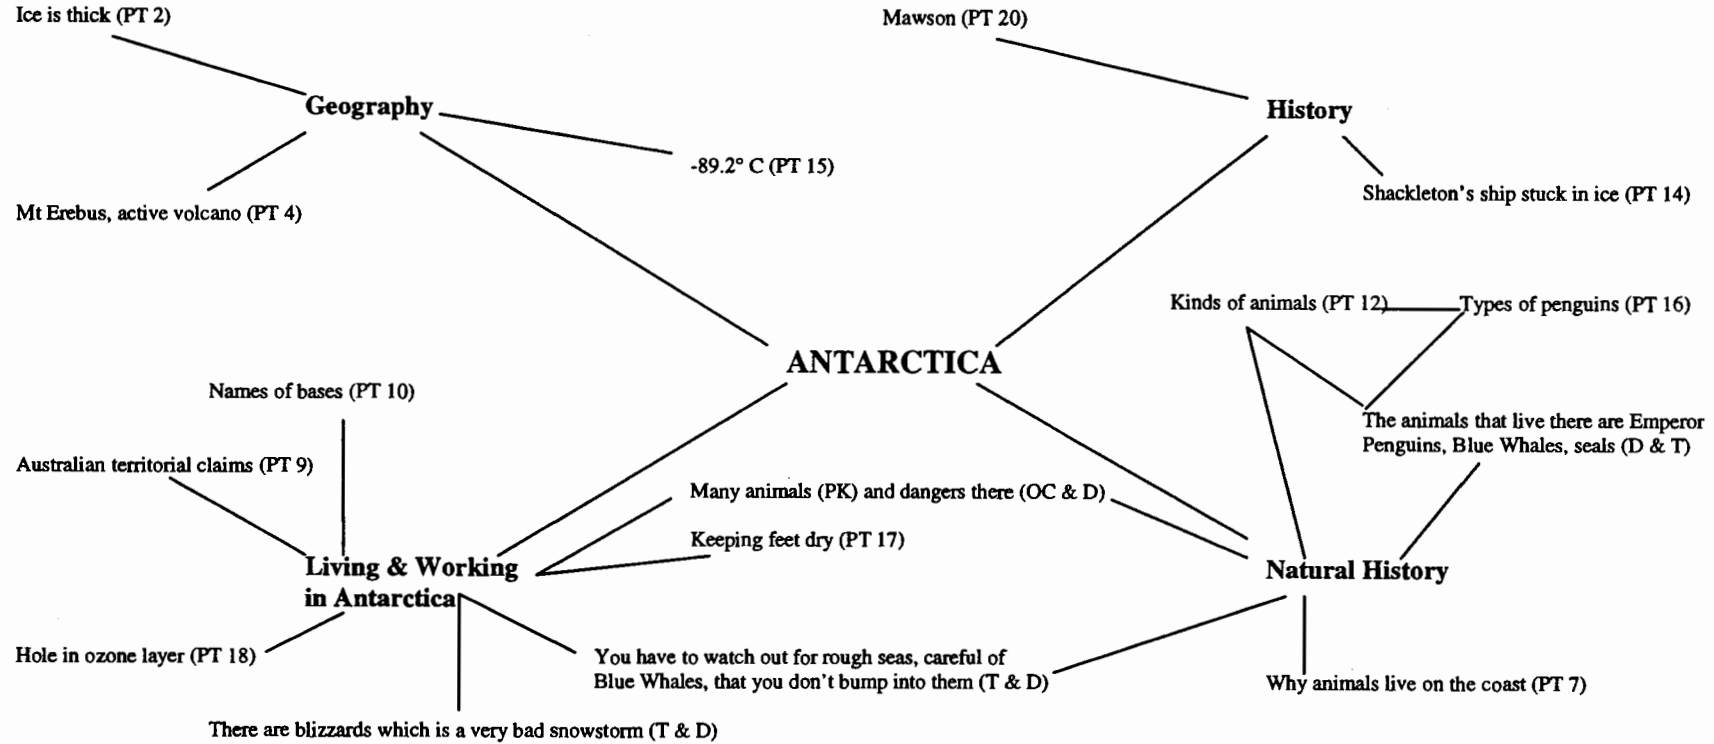 Ice is thick (PT 2)
Mawson (PT 20)
Geography
History
-89.2° C (PT 15)
Shackleton's ship stuck in ice (PT 14)
Mt Erebus, active volcano (PT 4)
Kinds of animals (PT 12)
Types of penguins (PT 16)
ANTARCTICA
Names of bases (PT 10)
The animals that live there are Emperor
Penguins, Blue Whales, seals (D & T)
Australian territorial claims (PT 9)
Many animals (PK) and dangers there (OC & D)
Keeping feet dry (PT 17)
Living & Working
in Antarctica
Natural History
Hole in ozone layer (PT 18)
You have to watch out for rough seas, careful of
Blue Whales, that you don't bump into them (T & D)
Why animals live on the coast (PT 7)
There are blizzards which is a very bad snowstorm (T & D)